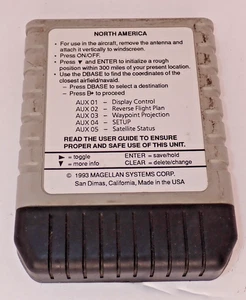 NORTH AMERICA
• For use in the aircraft, remove the antenna and
attach it vertically to windscreen.
• Press ON/OFF.
• Press ▼ and ENTER to initialize a rough
position within 300 miles of your present location.
• Use the DBASE to find the coordinates of the
closest airfield/navaid.
– Press DBASE to select a destination
– Press D▸ to proceed
AUX 01 – Display Control
AUX 02 – Reverse Flight Plan
AUX 03 – Waypoint Projection
AUX 04 – SETUP
AUX 05 – Satellite Status
READ THE USER GUIDE TO ENSURE
PROPER AND SAFE USE OF THIS UNIT.
► = toggle ENTER = save/hold
▼ = more info CLEAR = delete/change
© 1993 MAGELLAN SYSTEMS CORP.
San Dimas, California, Made in the USA